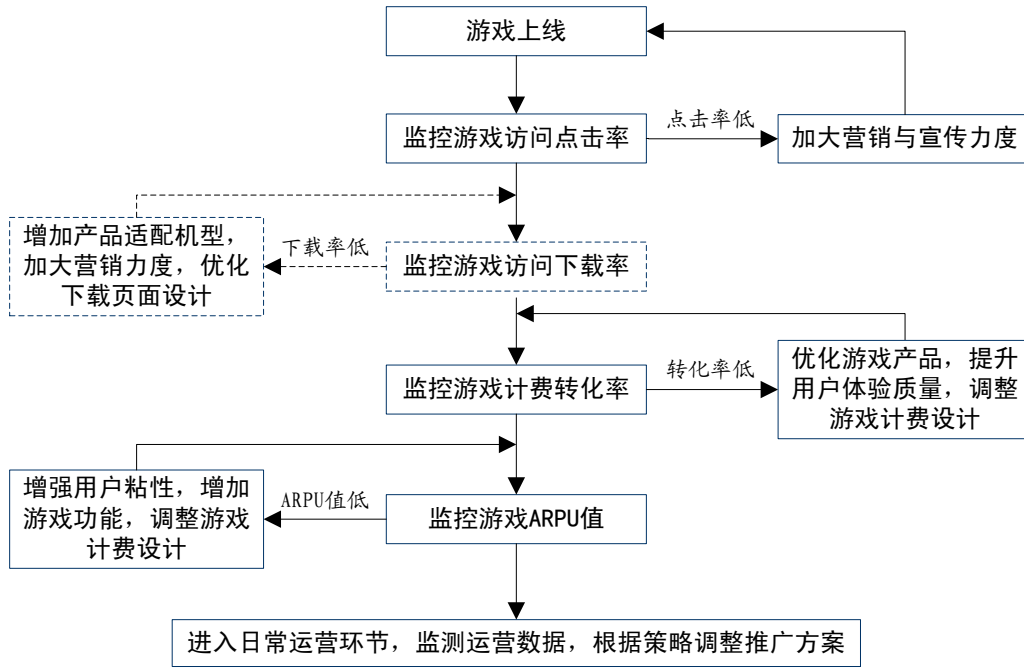 游戏上线
监控游戏访问点击率
点击率低
加大营销与宣传力度
增加产品适配机型，
加大营销力度，优化
下载页面设计
下载率低
监控游戏访问下载率
监控游戏计费转化率
转化率低
优化游戏产品，提升
用户体验质量，调整
游戏计费设计
增强用户粘性，增加
游戏功能，调整游戏
计费设计
ARPU值低
监控游戏ARPU值
进入日常运营环节，监测运营数据，根据策略调整推广方案